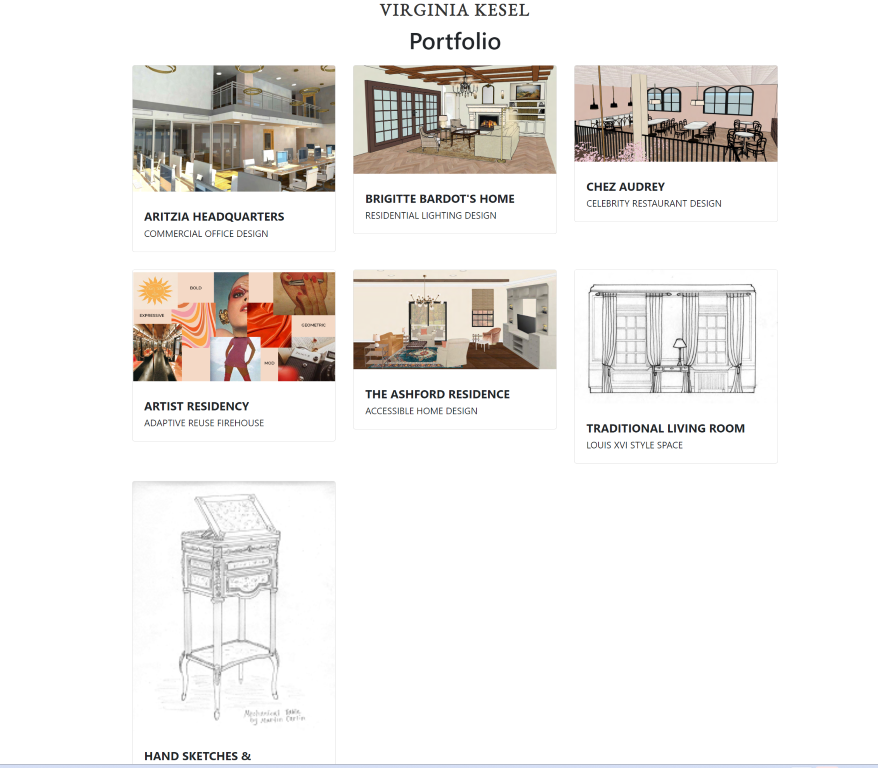 VIRGINIA KESEL
Portfolio
ARITZIA HEADQUARTERS
COMMERCIAL OFFICE DESIGN
BRIGITTE BARDOT'S HOME
RESIDENTIAL LIGHTING DESIGN
CHEZ AUDREY
CELEBRITY RESTAURANT DESIGN
BOLD
EXPRESSIVE
GEOMETRIC
MOD
ARTIST RESIDENCY
ADAPTIVE REUSE FIREHOUSE
THE ASHFORD RESIDENCE
ACCESSIBLE HOME DESIGN
TRADITIONAL LIVING ROOM
LOUIS XVI STYLE SPACE
Mechanical Table
by Martin Carlin
HAND SKETCHES &